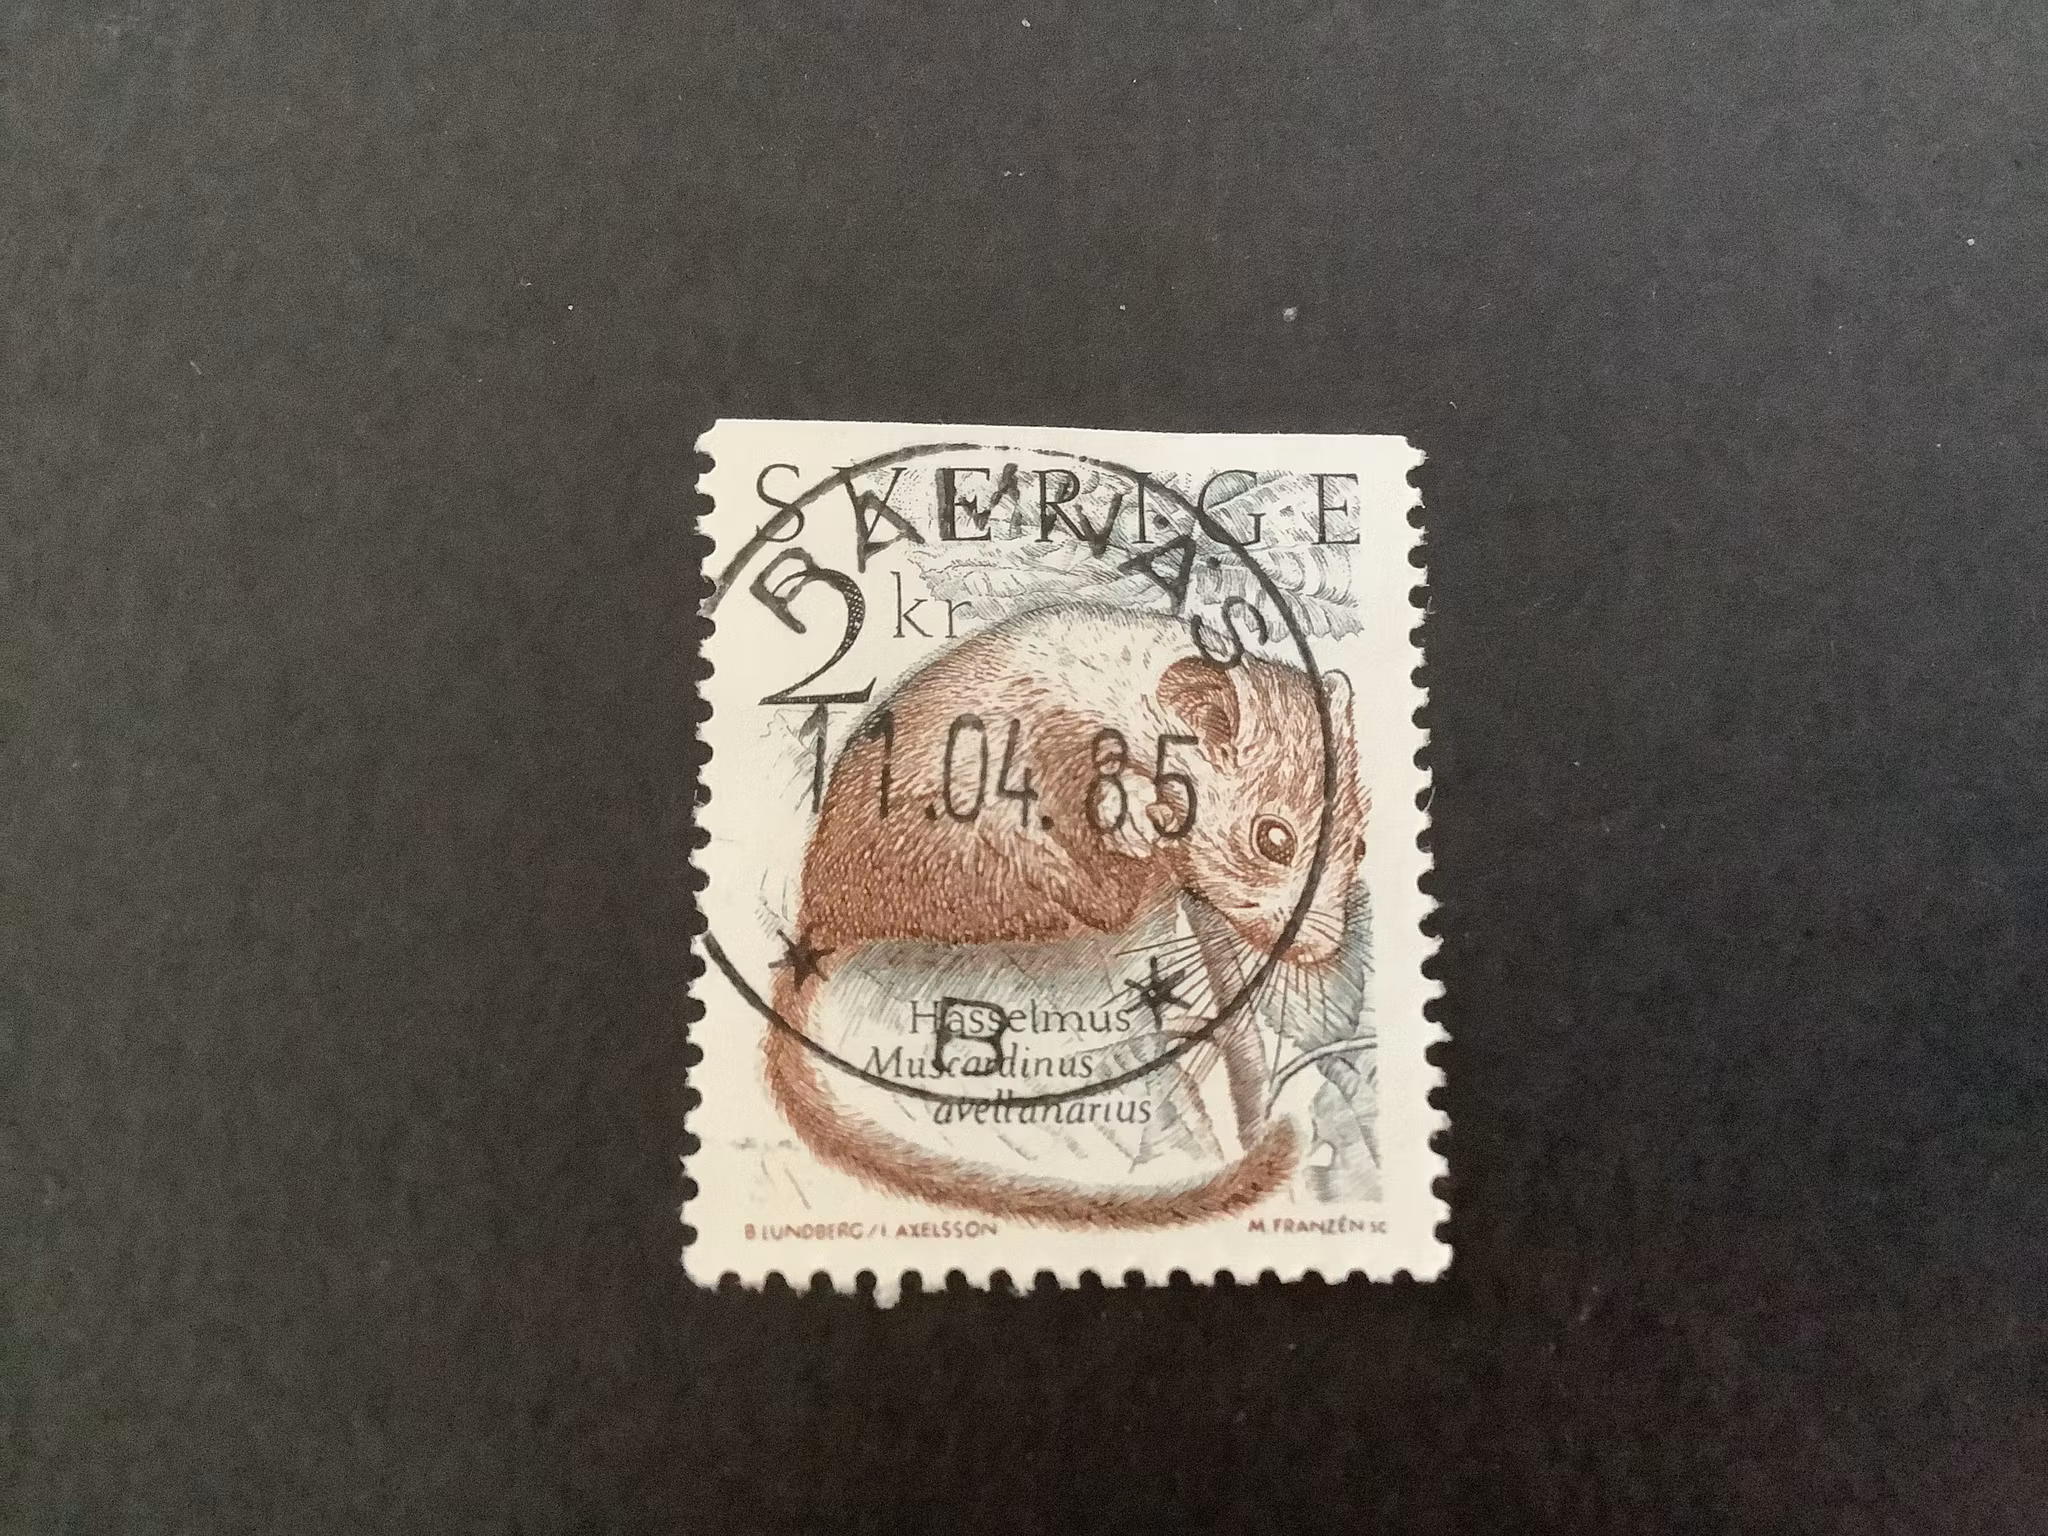 SVERIGE
2 kr
11.04.85
B
Hasselmus
Muscardinus
avellanarius
B LUNDBERG/I. AXELSSON
M. FRANZÉN SC